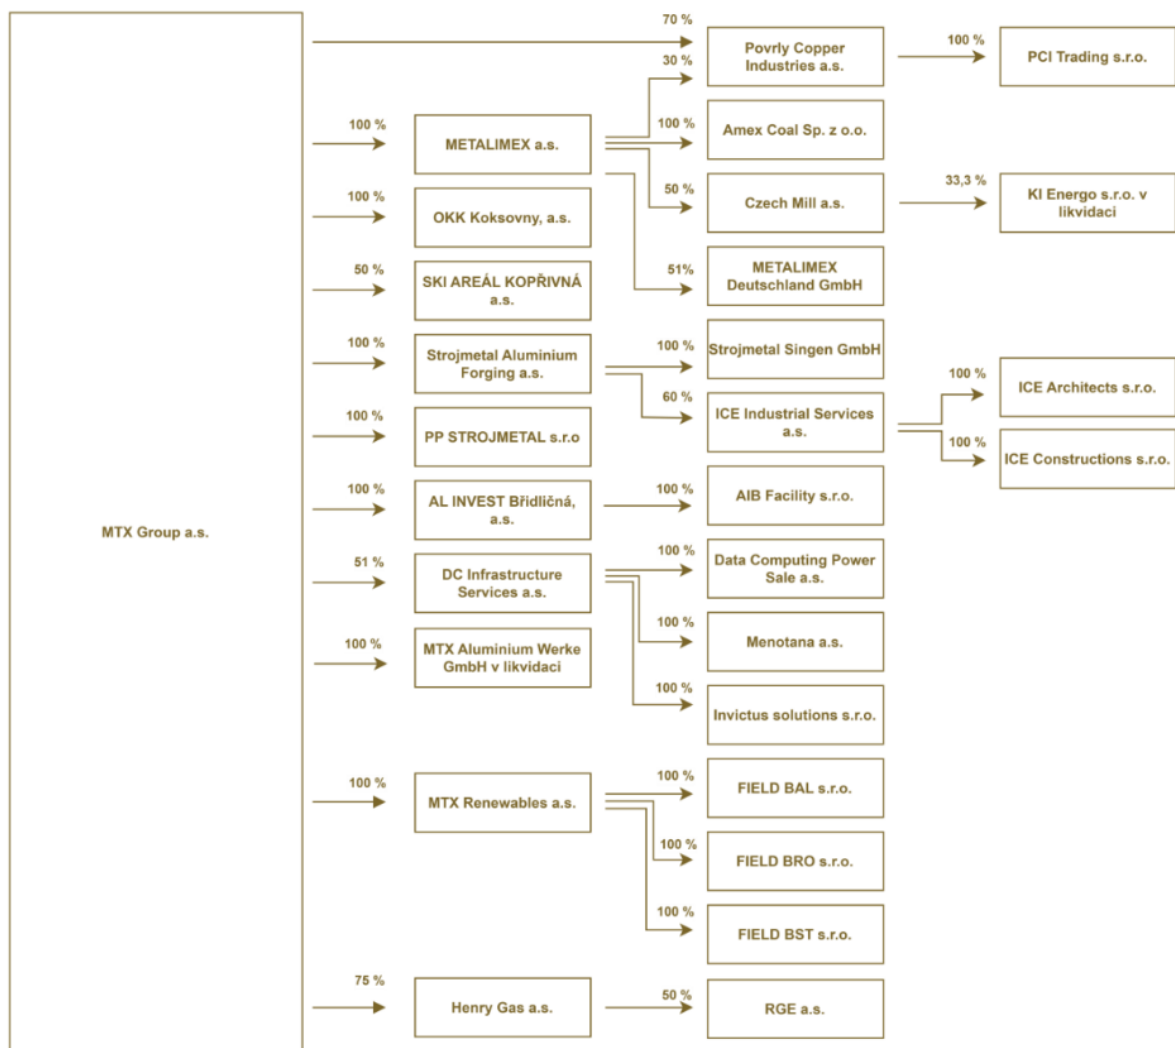 70 %
Povrly Copper
Industries a.s.
100 %
PCI Trading s.r.o.
30 %
100 %
METALIMEX a.s.
100 %
Amex Coal Sp. z o.o.
50 %
Czech Mill a.s.
33,3 %
KI Energo s.r.o. v
likvidaci
100 %
OKK Koksovny, a.s.
51%
METALIMEX
Deutschland GmbH
50 %
SKI AREÁL KOPŘIVNÁ
a.s.
100 %
Strojmetal Aluminium
Forging a.s.
100 %
Strojmetal Singen GmbH
60 %
ICE Industrial Services
a.s.
100 %
ICE Architects s.r.o.
100 %
ICE Constructions s.r.o.
100 %
PP STROJMETAL s.r.o
100 %
AL INVEST Břidličná,
a.s.
100 %
AIB Facility s.r.o.
MTX Group a.s.
51 %
DC Infrastructure
Services a.s.
100 %
Data Computing Power
Sale a.s.
100 %
Menotana a.s.
100 %
Invictus solutions s.r.o.
100 %
MTX Aluminium Werke
GmbH v likvidaci
100 %
MTX Renewables a.s.
100 %
FIELD BAL s.r.o.
100 %
FIELD BRO s.r.o.
100 %
FIELD BST s.r.o.
75 %
Henry Gas a.s.
50 %
RGE a.s.